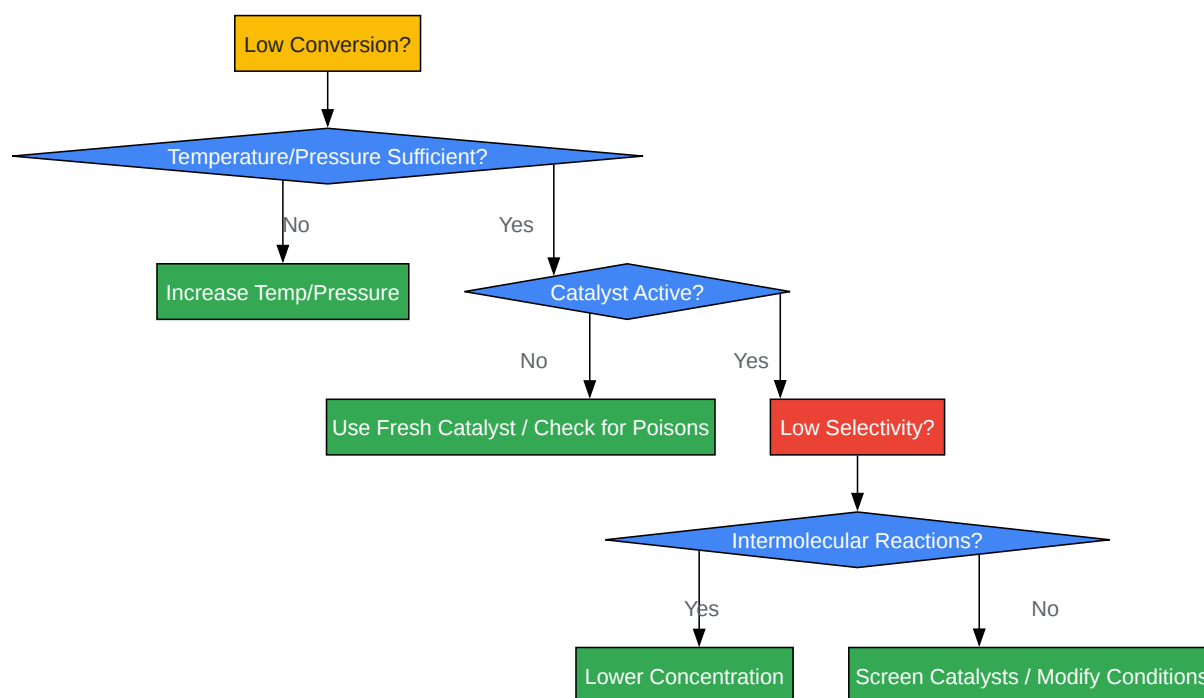 Low Conversion?
Temperature/Pressure Sufficient?
No
Yes
Increase Temp/Pressure
Catalyst Active?
No
Yes
Use Fresh Catalyst / Check for Poisons
Low Selectivity?
Intermolecular Reactions?
Yes
No
Lower Concentration
Screen Catalysts / Modify Conditions